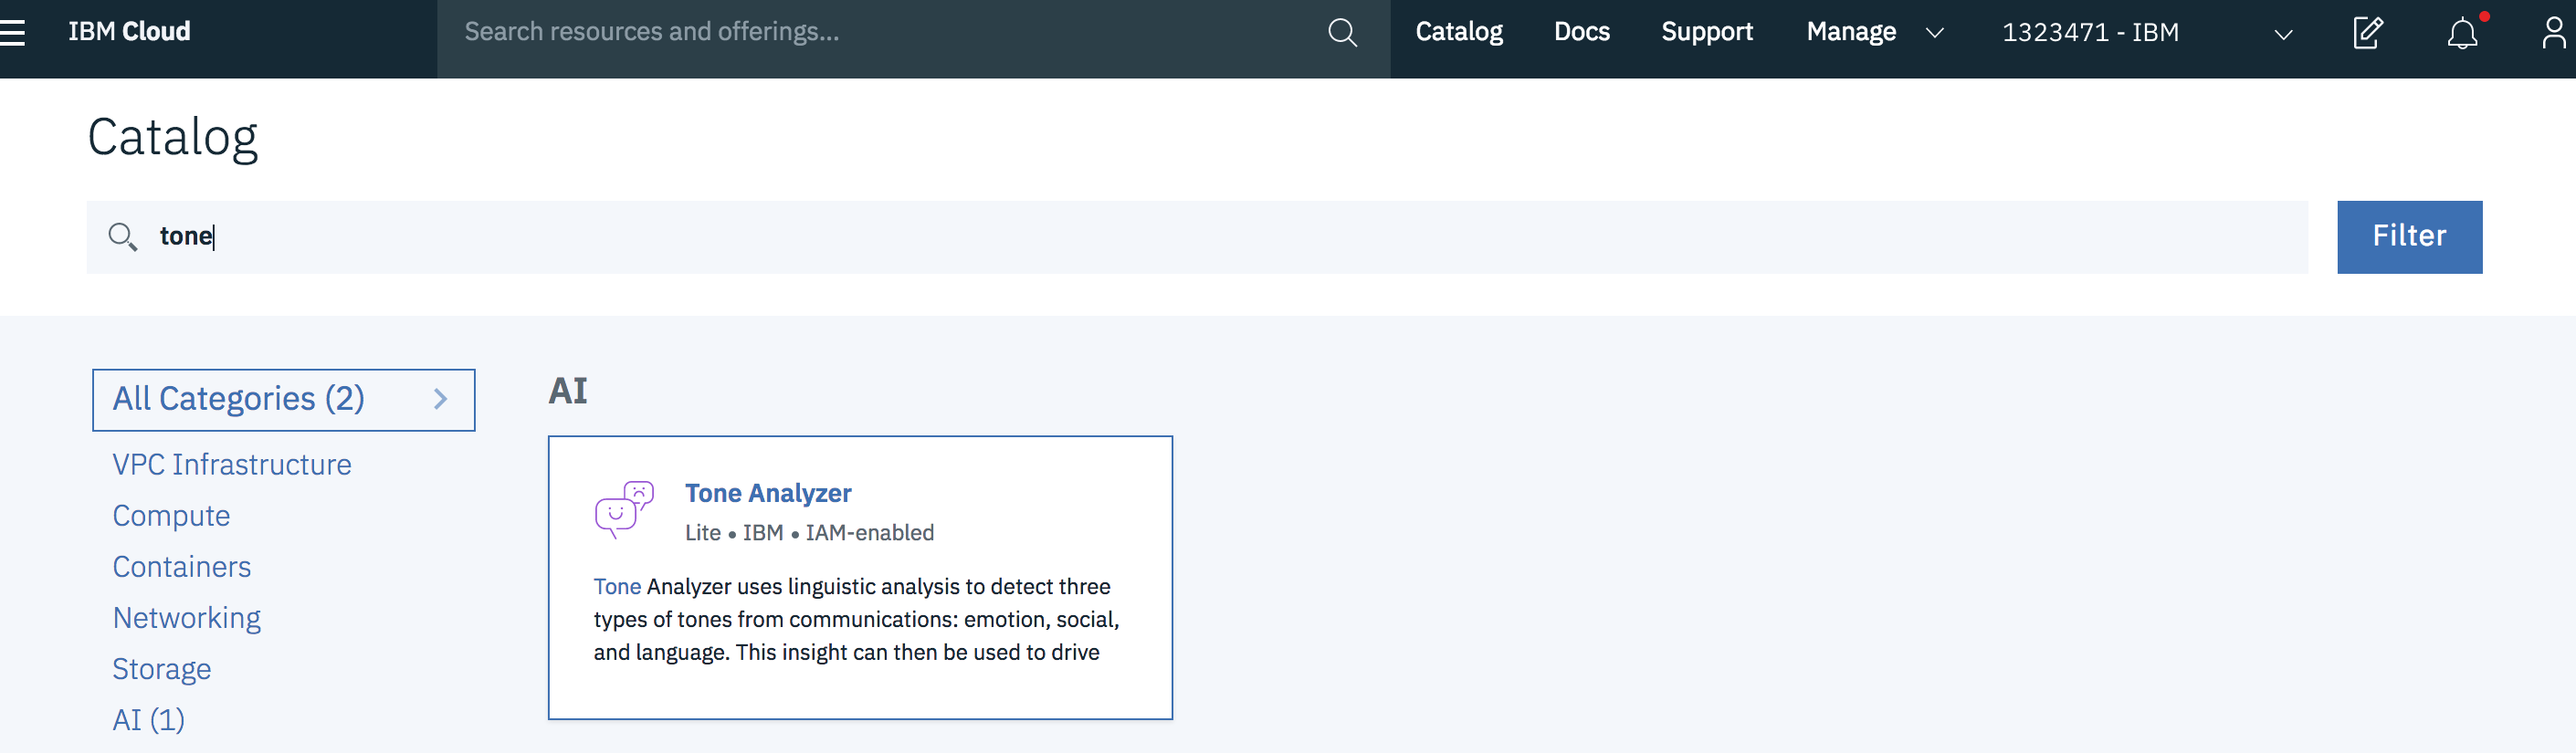 IBM Cloud
Search resources and offerings...
Catalog
Docs
Support
Manage
1323471 - IBM
Catalog
tone
Filter
All Categories (2)
VPC Infrastructure
Compute
Containers
Networking
Storage
AI (1)
AI
Tone Analyzer
Lite • IBM • IAM-enabled
Tone Analyzer uses linguistic analysis to detect three
types of tones from communications: emotion, social,
and language. This insight can then be used to drive